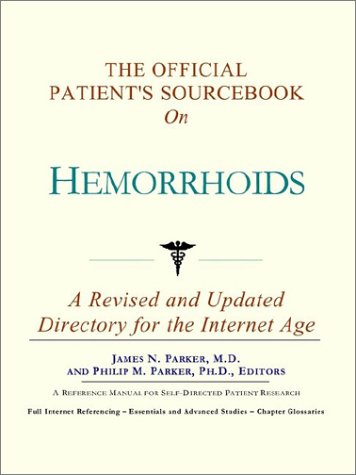 THE OFFICIAL
PATIENT'S SOURCEBOOK
On
HEMORRHOIDS
A Revised and Updated
Directory for the Internet Age
JAMES N. PARKER, M.D.
AND PHILIP M. PARKER, PH.D., EDITORS
A REFERENCE MANUAL FOR SELF-DIRECTED PATIENT RESEARCH
Full Internet Referencing – Essentials and Advanced Studies – Chapter Glossaries